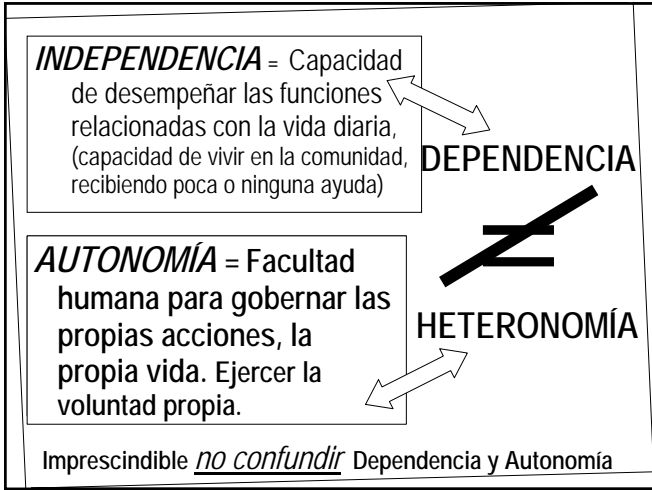 INDEPENDENCIA = Capacidad
de desempeñar las funciones
relacionadas con la vida diaria,
(capacidad de vivir en la comunidad,
recibiendo poca o ninguna ayuda)
DEPENDENCIA
≠
AUTONOMÍA = Facultad
humana para gobernar las
propias acciones, la
propia vida. Ejercer la
voluntad propia.
HETERONOMÍA
Imprescindible no confundir Dependencia y Autonomía